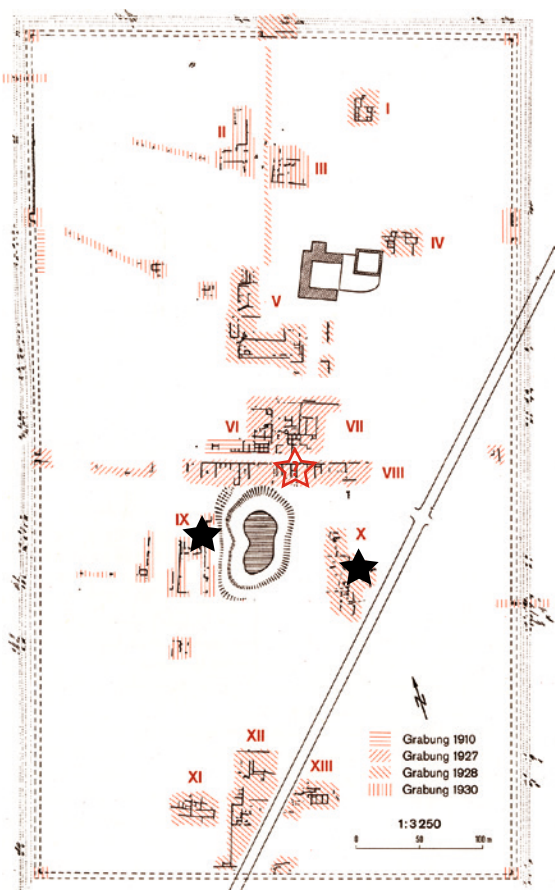 I
II
III
IV
V
VI
VII
VIII
IX
X
N
XII
XI
XIII
Grabung 1910
Grabung 1927
Grabung 1928
Grabung 1930
1:3250
0 50 100 m